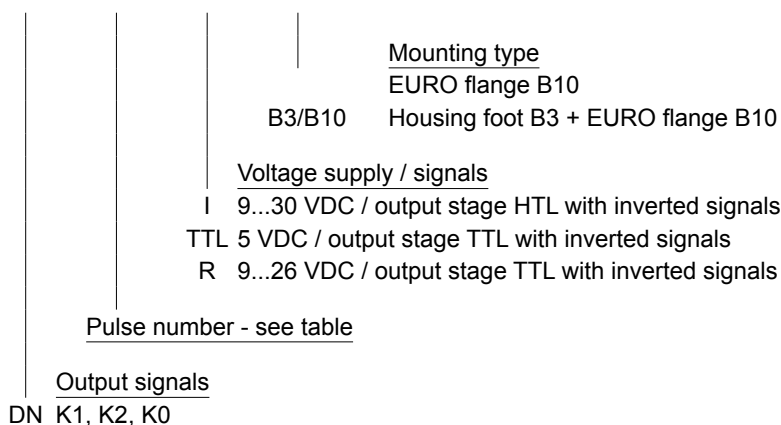 Mounting type
EURO flange B10
B3/B10 Housing foot B3 + EURO flange B10
Voltage supply / signals
I 9...30 VDC / output stage HTL with inverted signals
TTL 5 VDC / output stage TTL with inverted signals
R 9...26 VDC / output stage TTL with inverted signals
Pulse number - see table
Output signals
DN K1, K2, K0